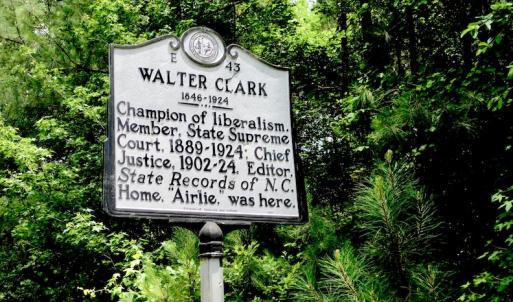 E 43
WALTER CLARK
1846-1924
Champion of liberalism.
Member, State Supreme
Court, 1889-1924; Chief
Justice, 1902-24. Editor,
State Records of N.C.
Home, "Airlie," was here.